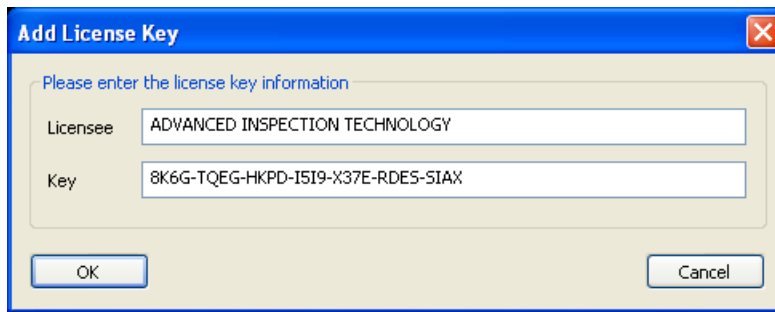 Add License Key
Please enter the license key information
Licensee ADVANCED INSPECTION TECHNOLOGY
Key 8K6G-TQEG-HKPD-I5I9-X37E-RDES-SIAX
OK Cancel